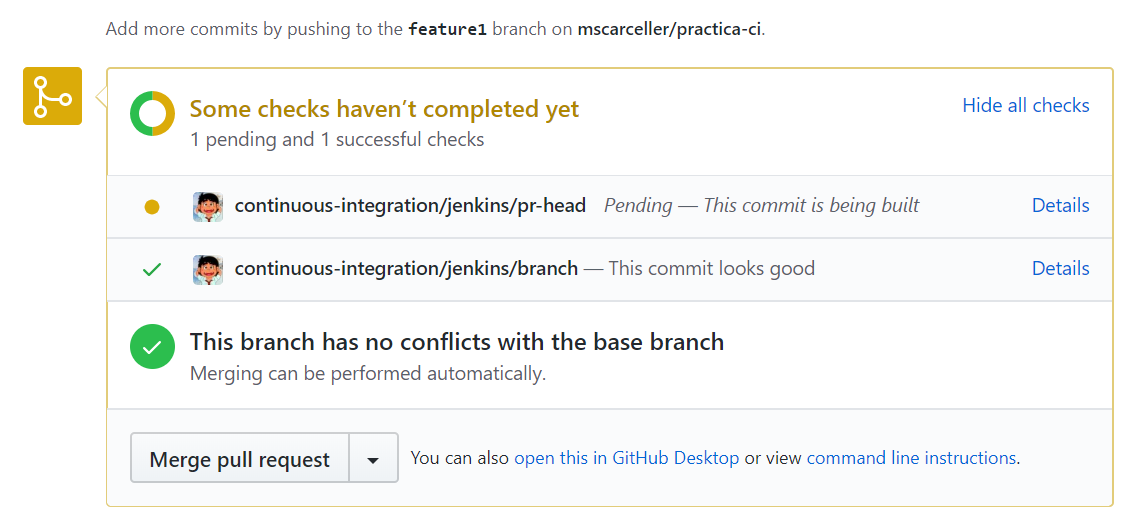 Add more commits by pushing to the feature1 branch on mscarceller/practica-ci.
Some checks haven’t completed yet
Hide all checks
1 pending and 1 successful checks
continuous-integration/jenkins/pr-head Pending — This commit is being built Details
continuous-integration/jenkins/branch — This commit looks good Details
This branch has no conflicts with the base branch
Merging can be performed automatically.
Merge pull request You can also open this in GitHub Desktop or view command line instructions.